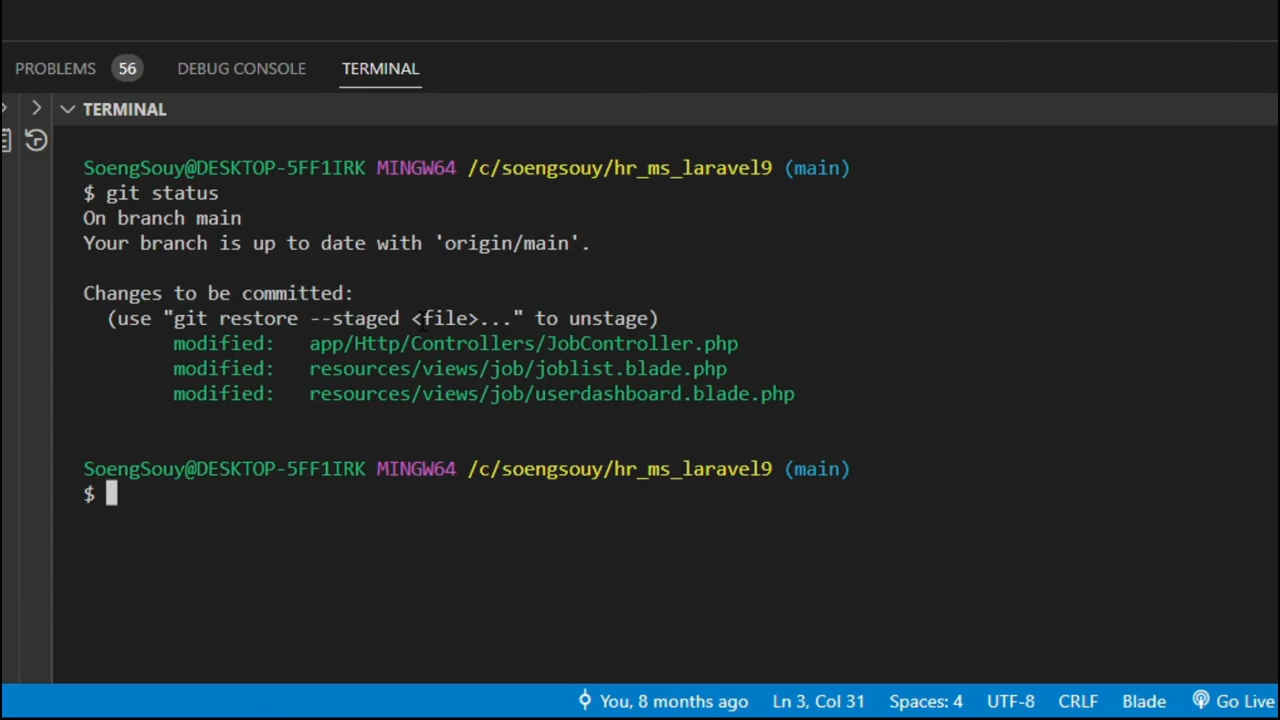 PROBLEMS 56 DEBUG CONSOLE TERMINAL
TERMINAL
SoengSouy@DESKTOP-5FF1IRK MINGW64 /c/soengsouy/hr_ms_laravel9 (main)
$ git status
On branch main
Your branch is up to date with 'origin/main'.
Changes to be committed:
(use "git restore --staged <file>..." to unstage)
modified: app/Http/Controllers/JobController.php
modified: resources/views/job/joblist.blade.php
modified: resources/views/job/userdashboard.blade.php
SoengSouy@DESKTOP-5FF1IRK MINGW64 /c/soengsouy/hr_ms_laravel9 (main)
$
You, 8 months ago Ln 3, Col 31 Spaces: 4 UTF-8 CRLF Blade Go Live